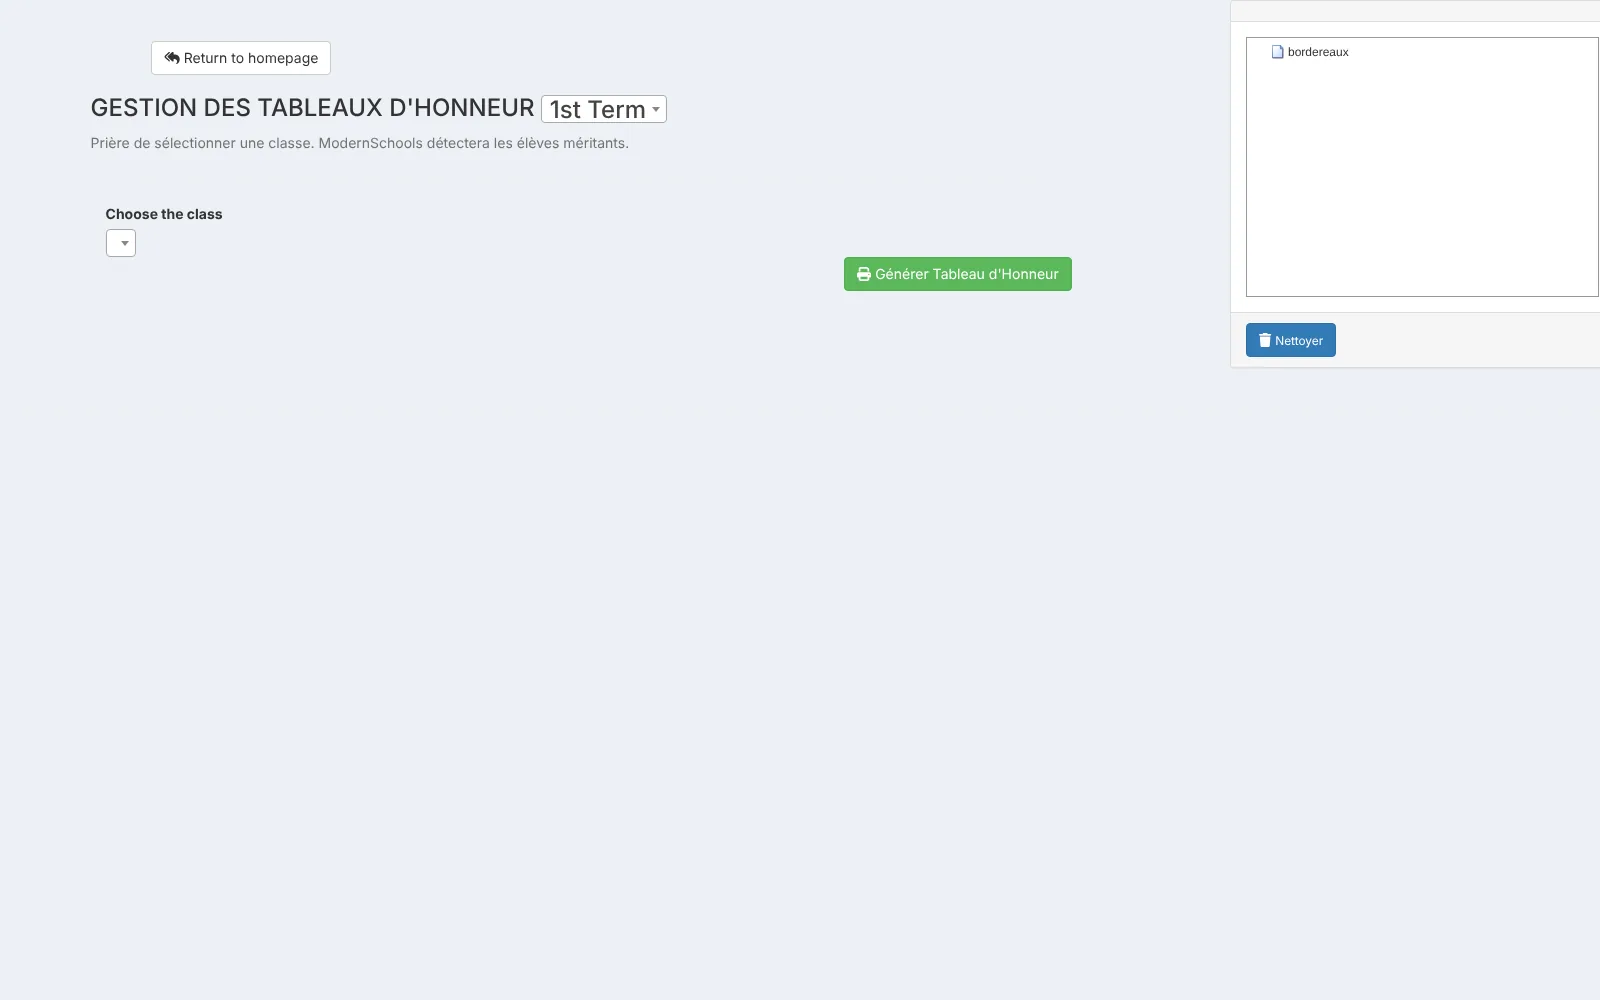 Return to homepage
GESTION DES TABLEAUX D'HONNEUR 1st Term
Prière de sélectionner une classe. ModernSchools détectera les élèves méritants.
Choose the class
Générer Tableau d'Honneur
bordereaux
Nettoyer